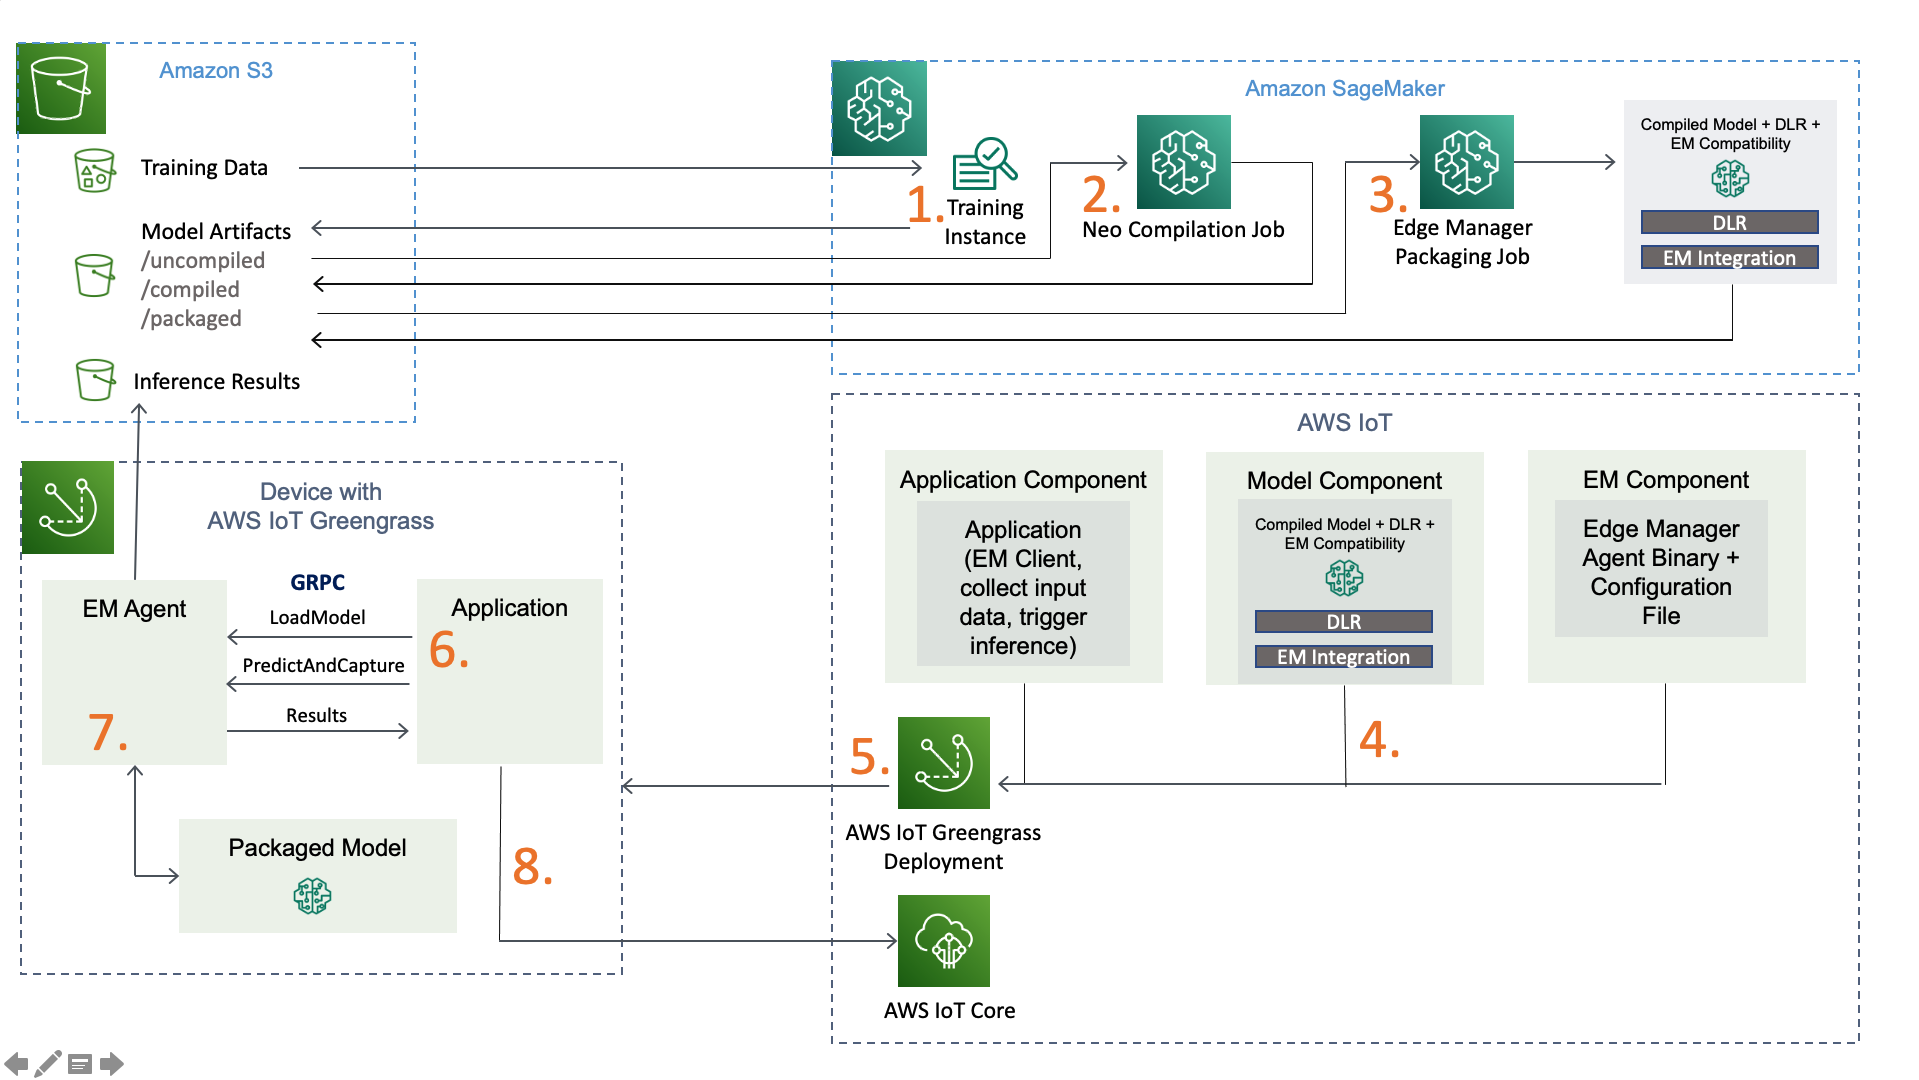 Amazon S3
Training Data
Model Artifacts
/uncompiled
/compiled
/packaged
Inference Results
Amazon SageMaker
1.
Training
Instance
2.
Neo Compilation Job
3.
Edge Manager
Packaging Job
Compiled Model + DLR +
EM Compatibility
DLR
EM Integration
Device with
AWS IoT Greengrass
EM Agent
7.
GRPC
LoadModel
PredictAndCapture
Results
Application
6.
Packaged Model
8.
AWS IoT
Application Component
Application
(EM Client,
collect input
data, trigger
inference)
Model Component
Compiled Model + DLR +
EM Compatibility
DLR
EM Integration
EM Component
Edge Manager
Agent Binary +
Configuration
File
4.
5.
AWS IoT Greengrass
Deployment
AWS IoT Core